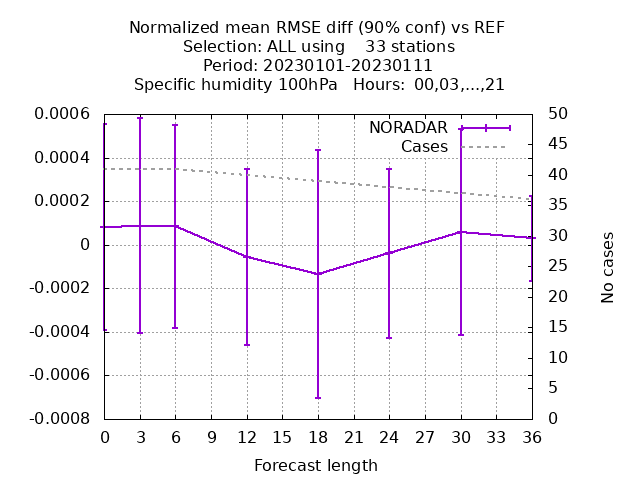 Normalized mean RMSE diff (90% conf) vs REF
Selection: ALL using    33 stations
Period: 20230101-20230111
Specific humidity 100hPa   Hours: 00,03,...,21
NORADAR
Cases
0.0006
0.0004
0.0002
0
-0.0002
-0.0004
-0.0006
-0.0008
50
45
40
35
30
25
20
15
10
5
0
No cases
0 3 6 9 12 15 18 21 24 27 30 33 36
Forecast length